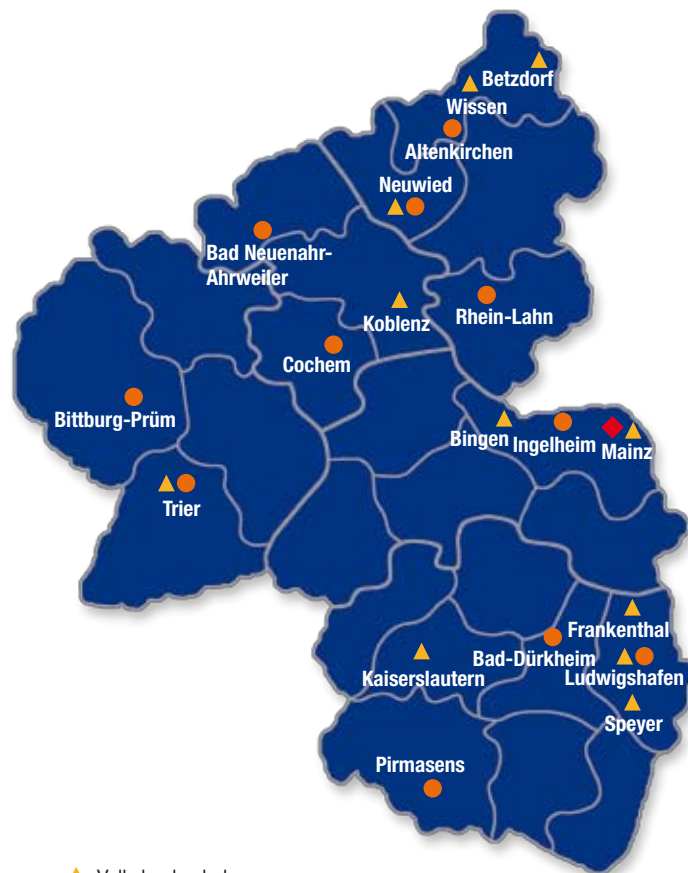 Betzdorf
Wissen
Altenkirchen
Neuwied
Bad Neuenahr-
Ahrweiler
Koblenz
Rhein-Lahn
Cochem
Bittburg-Prüm
Bingen
Ingelheim
Mainz
Trier
Frankenthal
Bad-Dürkheim
Ludwigshafen
Kaiserslautern
Speyer
Pirmasens